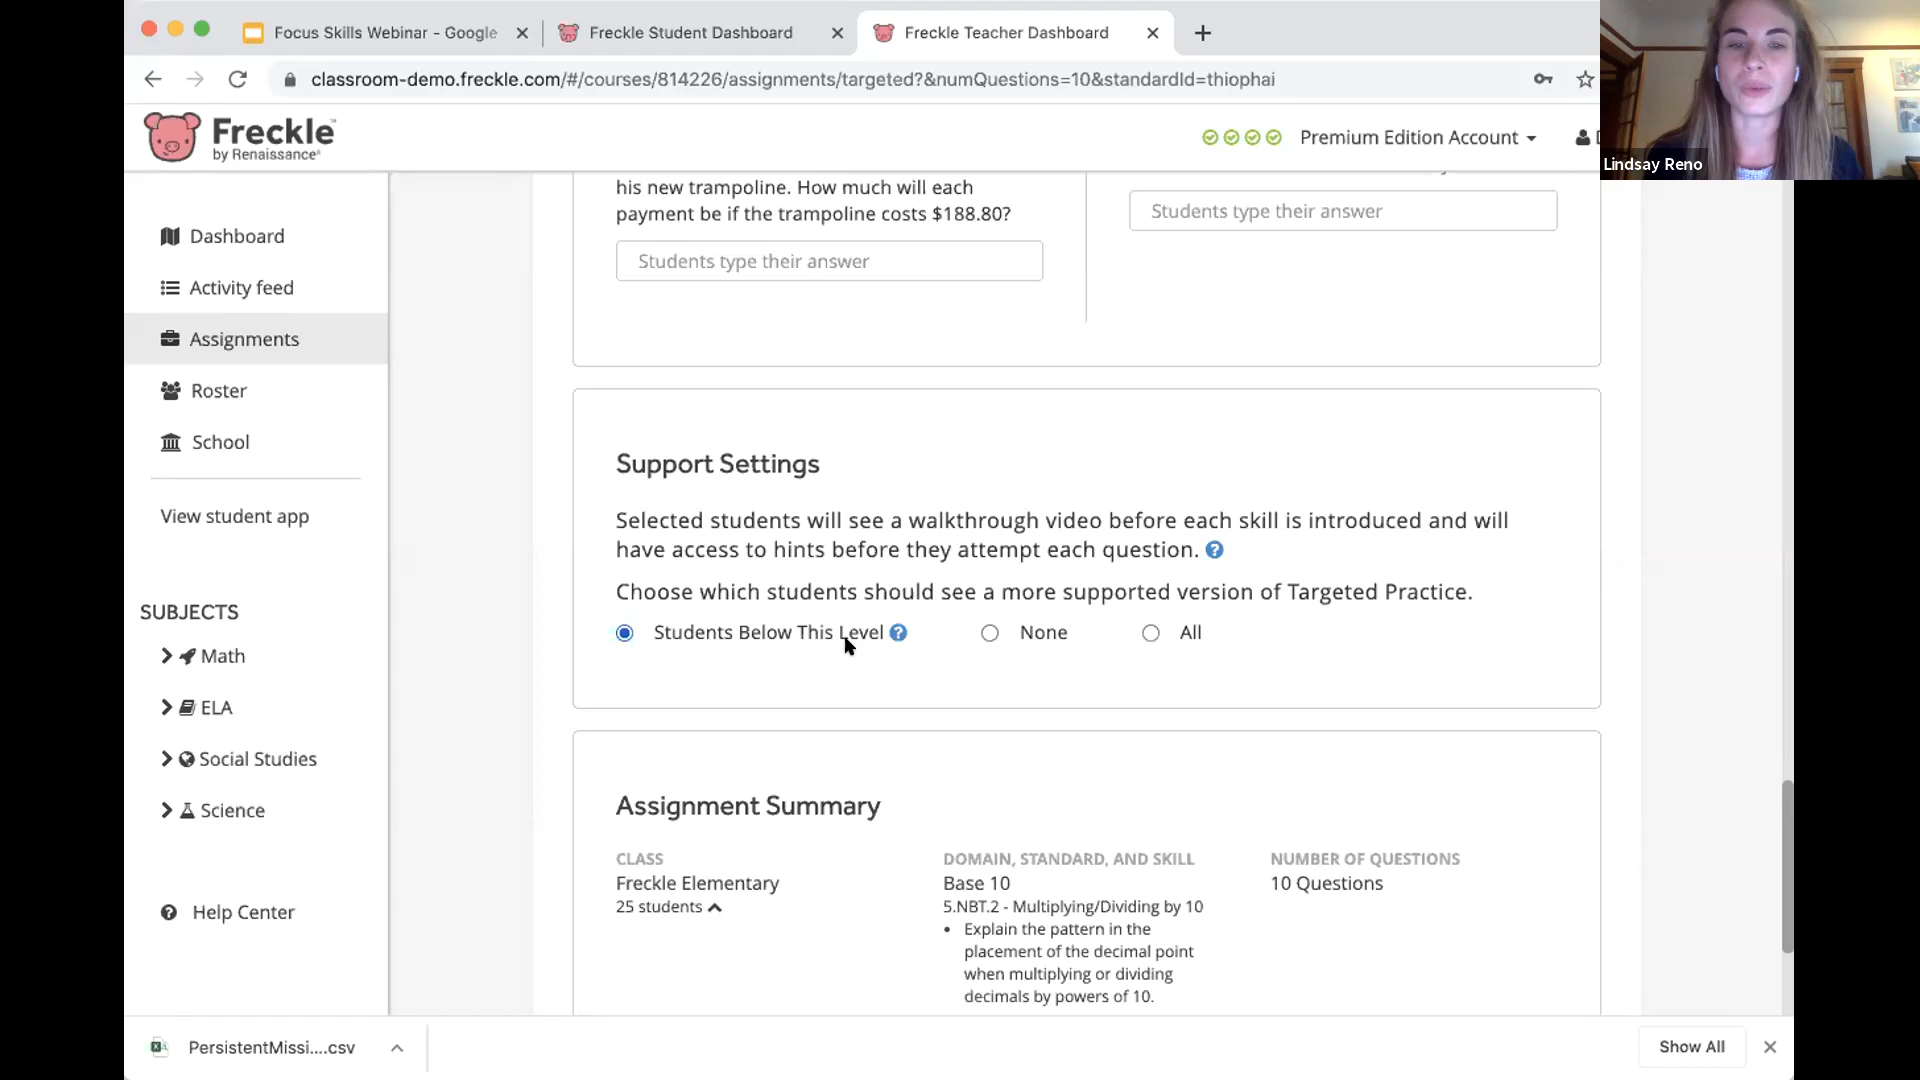 Focus Skills Webinar - Google
Freckle Student Dashboard
Freckle Teacher Dashboard
classroom-demo.freckle.com/#/courses/814226/assignments/targeted?&numQuestions=10&standardId=thiophai
Lindsay Reno
Freckle
by Renaissance
Premium Edition Account
Dashboard
Activity feed
Assignments
Roster
School
View student app
SUBJECTS
Math
ELA
Social Studies
Science
Help Center
his new trampoline. How much will each
payment be if the trampoline costs $188.80?
Students type their answer
Students type their answer
Support Settings
Selected students will see a walkthrough video before each skill is introduced and will
have access to hints before they attempt each question. ?
Choose which students should see a more supported version of Targeted Practice.
Students Below This Level ?
None
All
Assignment Summary
CLASS
Freckle Elementary
25 students
DOMAIN, STANDARD, AND SKILL
Base 10
5.NBT.2 - Multiplying/Dividing by 10
• Explain the pattern in the
placement of the decimal point
when multiplying or dividing
decimals by powers of 10.
NUMBER OF QUESTIONS
10 Questions
PersistentMissi....csv
Show All